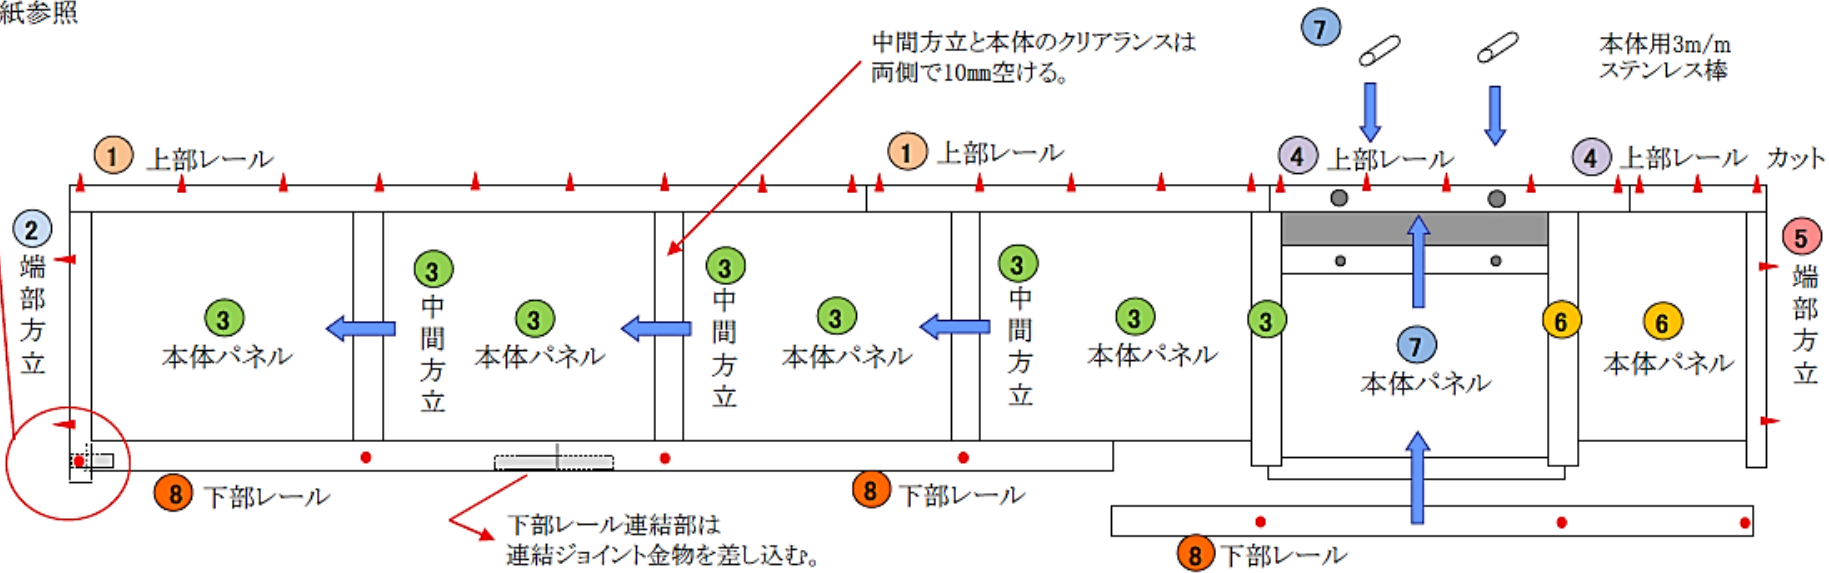 紙参照
中間方立と本体のクリアランスは
両側で10mm空ける。
7
本体用3m/m
ステンレス棒
1 上部レール
1 上部レール
4 上部レール
4 上部レール カット
2
端部方立
3
本体パネル
3
中間方立
3
本体パネル
3
中間方立
3
本体パネル
3
中間方立
3
本体パネル
3
7
本体パネル
6
6
本体パネル
5
端部方立
8 下部レール
8 下部レール
下部レール連結部は
連結ジョイント金物を差し込む。
8 下部レール